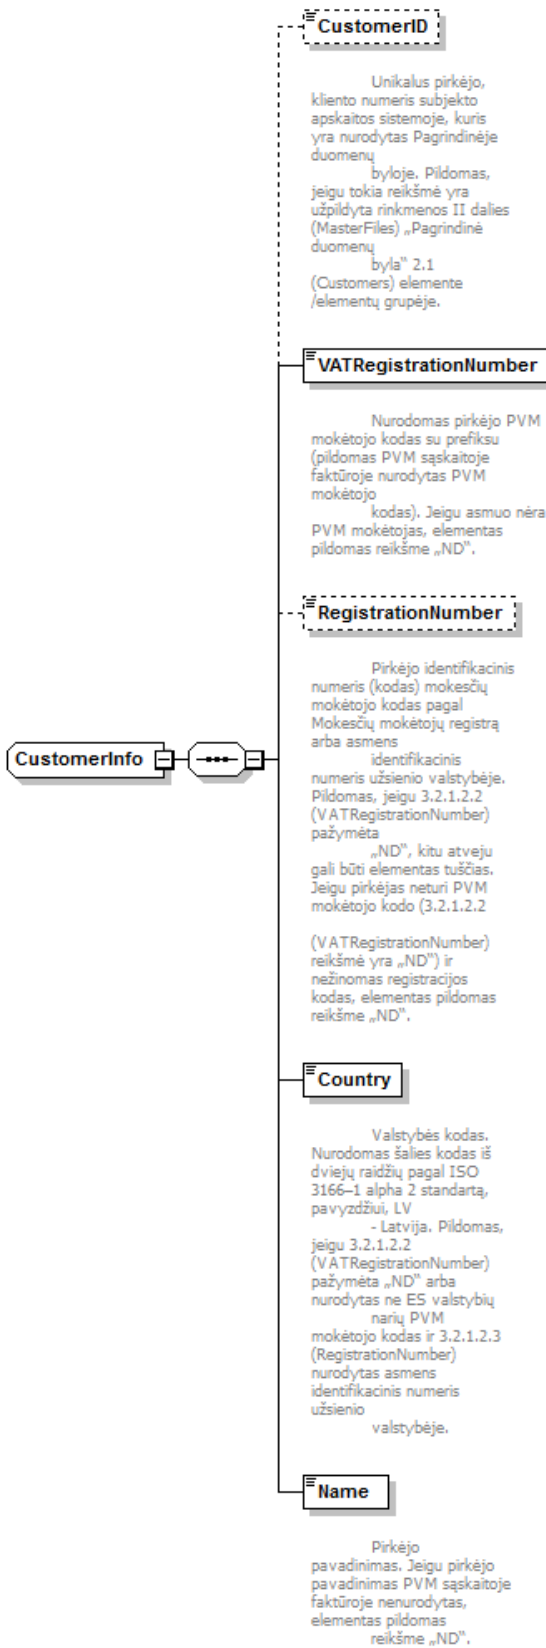 CustomerID
Unikalus pirkėjo,
kliento numeris subjekto
apskaitos sistemoje, kuris
yra nurodytas Pagrindinėje
duomenų
byloje. Pildomas,
jeigu tokia reikšmė yra
užpildyta rinkmenos II dalies
(MasterFiles) „Pagrindinė
duomenų
byla“ 2.1
(Customers) elemente
/elementų grupėje.
VATRegistrationNumber
Nurodomas pirkėjo PVM
mokėtojo kodas su prefiksu
(pildomas PVM sąskaitoje
faktūroje nurodytas PVM
mokėtojo
kodas). Jeigu asmuo nėra
PVM mokėtojas, elementas
pildomas reikšme „ND“.
RegistrationNumber
Pirkėjo identifikacinis
numeris (kodas) mokesčių
mokėtojo kodas pagal
Mokesčių mokėtojų registrą
arba asmens
identifikacinis
numeris užsienio valstybėje.
Pildomas, jeigu 3.2.1.2.2
(VATRegistrationNumber)
pažymėta
„ND“, kitu atveju
gali būti elementas tuščias.
Jeigu pirkėjas neturi PVM
mokėtojo kodo (3.2.1.2.2
(VATRegistrationNumber)
reikšmė yra „ND“) ir
nežinomas registracijos
kodas, elementas pildomas
reikšme „ND“.
CustomerInfo
Country
Valstybės kodas.
Nurodomas šalies kodas iš
dviejų raidžių pagal ISO
3166–1 alpha 2 standartą,
pavyzdžiui, LV
- Latvija. Pildomas,
jeigu 3.2.1.2.2
(VATRegistrationNumber)
pažymėta „ND“ arba
nurodytas ne ES valstybių
narių PVM
mokėtojo kodas ir 3.2.1.2.3
(RegistrationNumber)
nurodytas asmens
identifikacinis numeris
užsienio
valstybėje.
Name
Pirkėjo
pavadinimas. Jeigu pirkėjo
pavadinimas PVM sąskaitoje
faktūroje nenurodytas,
elementas pildomas
reikšme „ND“.